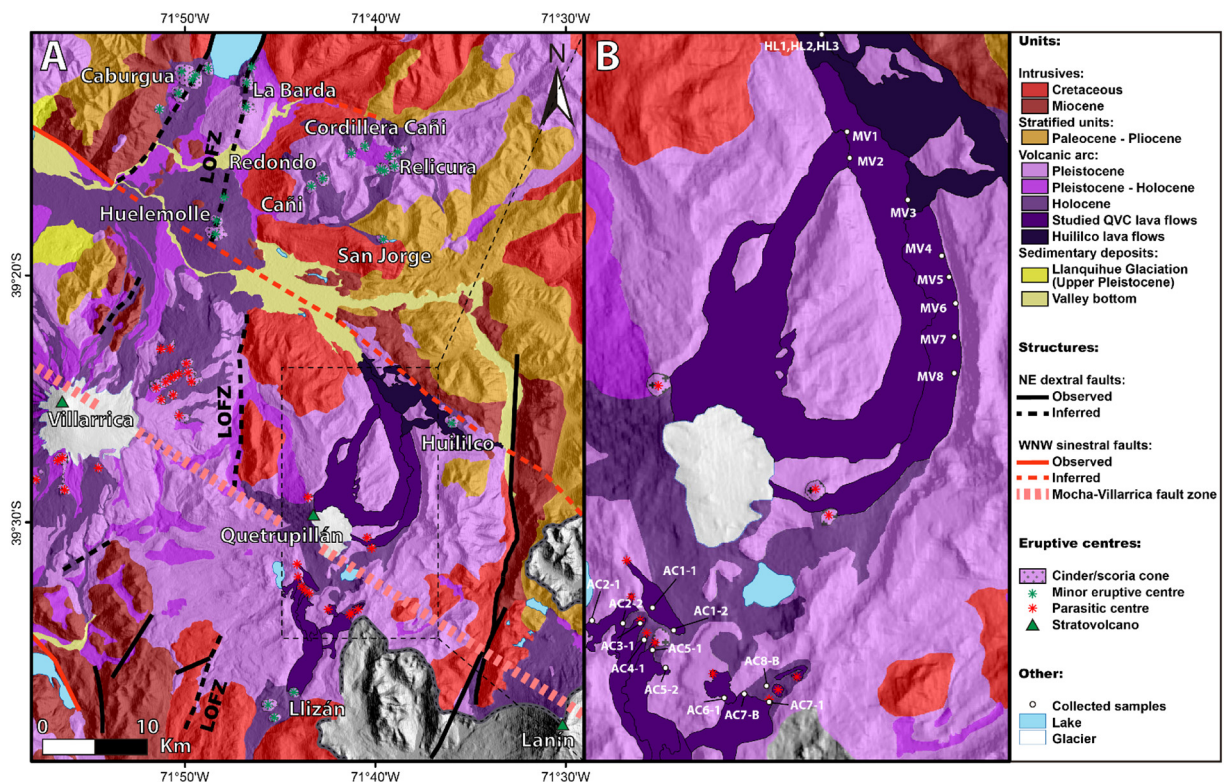 71°50'W
71°40'W
71°30'W
A
N
B
HL1,HL2,HL3
Caburgua
La Barda
Cordillera Cañi
LOFZ
Redondo
Relicura
Cañi
Huelemolle
San Jorge
39°20'S
MV1
MV2
MV3
MV4
MV5
MV6
MV7
MV8
Villarrica
LOFZ
Huililco
39°30'S
Quetrupillán
AC2-1
AC1-1
AC2-2
AC1-2
AC3-1
AC5-1
AC4-1
AC5-2
AC8-B
AC6-1
AC7-B
AC7-1
LOFZ
Llizán
Lanín
0 10
Km
71°50'W
71°40'W
71°30'W
Units:
Intrusives:
Cretaceous
Miocene
Stratified units:
Paleocene - Pliocene
Volcanic arc:
Pleistocene
Pleistocene - Holocene
Holocene
Studied QVC lava flows
Huililco lava flows
Sedimentary deposits:
Llanquihue Glaciation
(Upper Pleistocene)
Valley bottom
Structures:
NE dextral faults:
Observed
Inferred
WNW sinestral faults:
Observed
Inferred
Mocha-Villarrica fault zone
Eruptive centres:
Cinder/scoria cone
Minor eruptive centre
Parasitic centre
Stratovolcano
Other:
Collected samples
Lake
Glacier